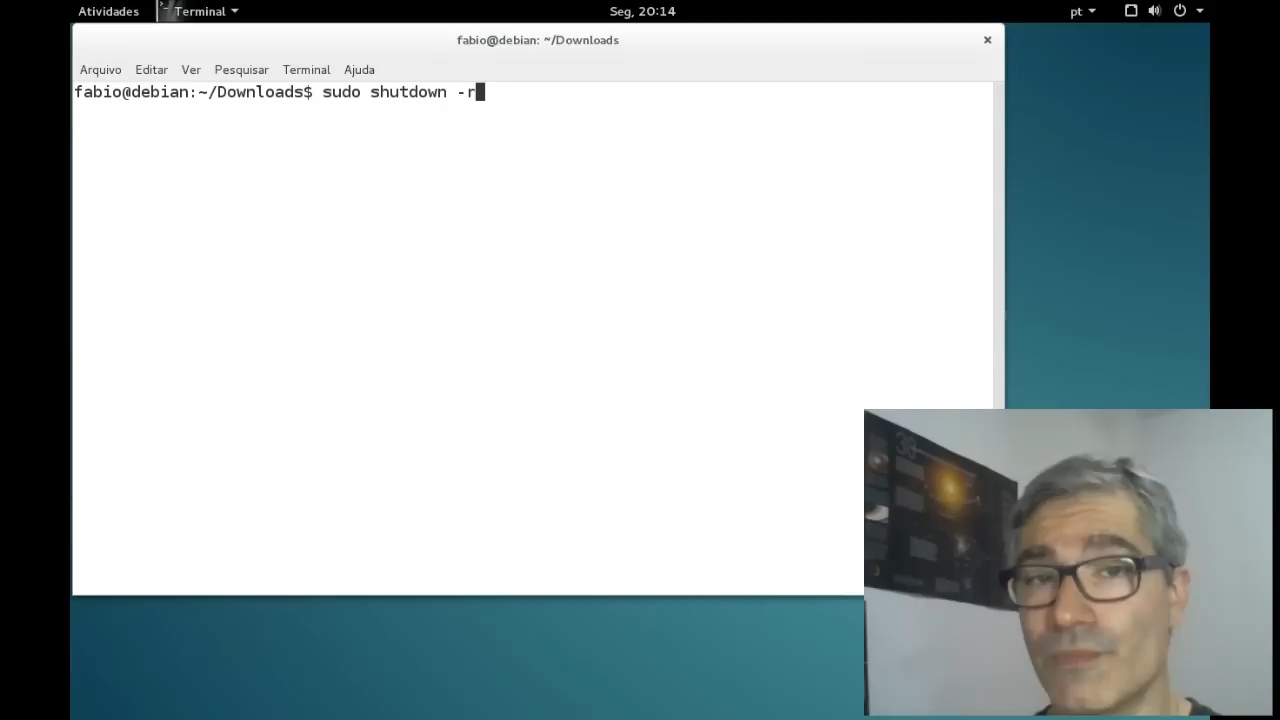 Atividades Terminal Seg, 20:14 pt
fabio@debian: ~/Downloads
Arquivo Editar Ver Pesquisar Terminal Ajuda
fabio@debian:~/Downloads$ sudo shutdown -r